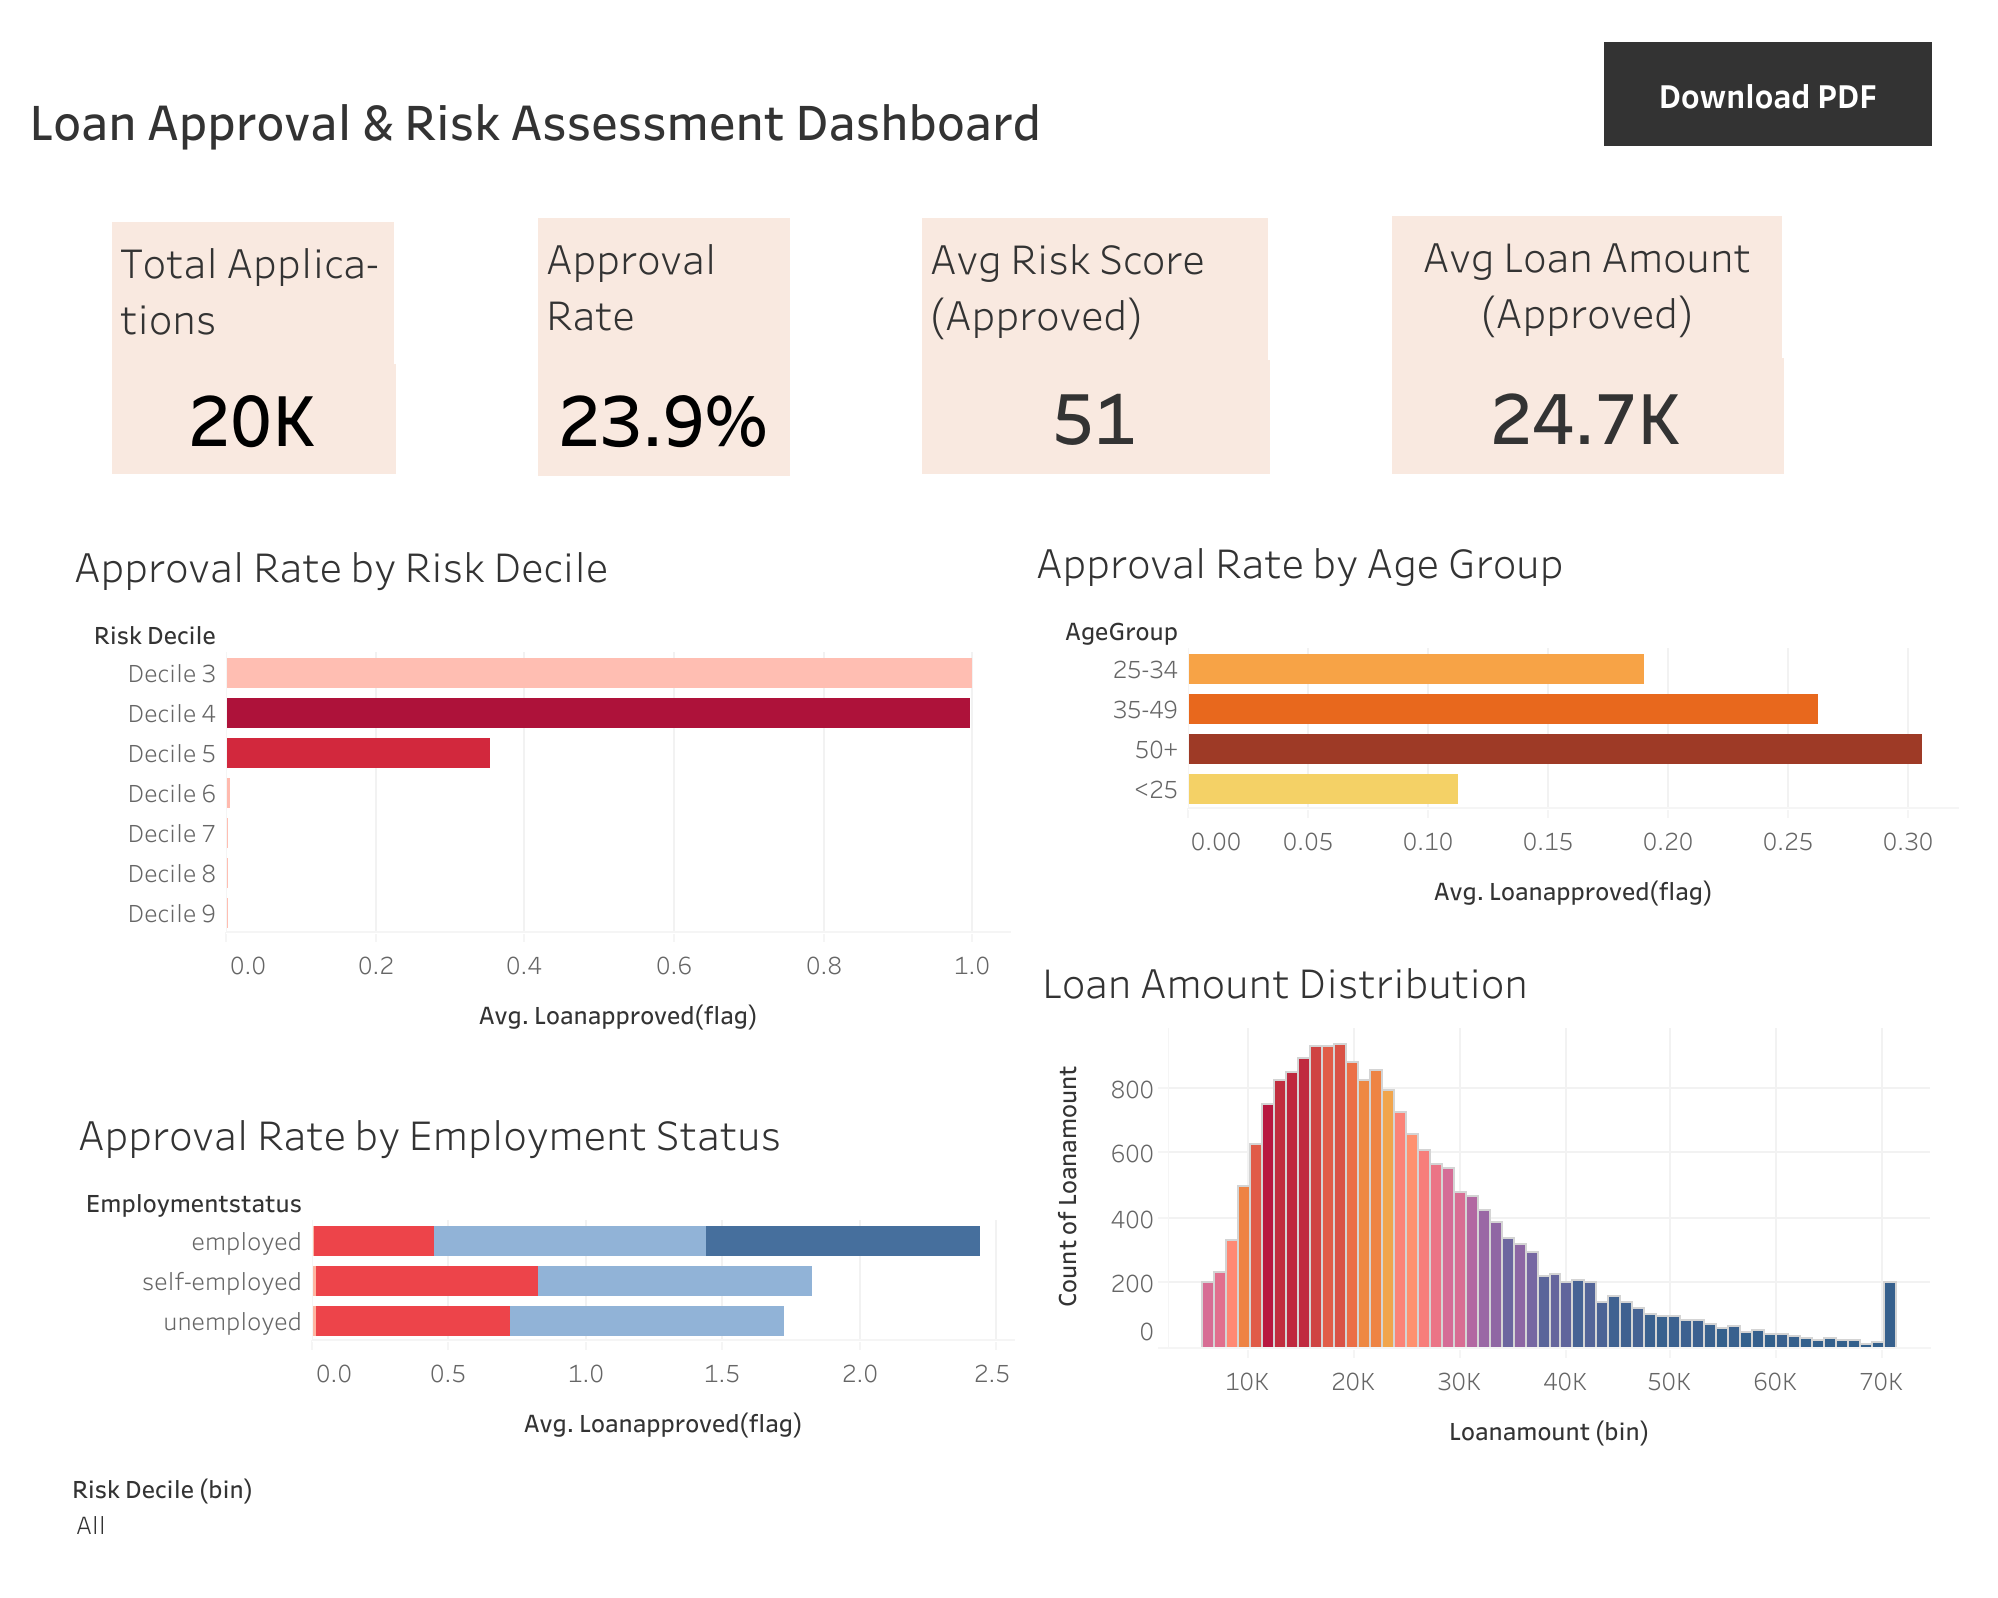 Download PDF
Loan Approval & Risk Assessment Dashboard
Total Applica-
tions
20K
Approval
Rate
23.9%
Avg Risk Score
(Approved)
51
Avg Loan Amount
(Approved)
24.7K
Approval Rate by Risk Decile
Risk Decile
Decile 3
Decile 4
Decile 5
Decile 6
Decile 7
Decile 8
Decile 9
0.0 0.2 0.4 0.6 0.8 1.0
Avg. Loanapproved(flag)
Approval Rate by Age Group
AgeGroup
25-34
35-49
50+
<25
0.00 0.05 0.10 0.15 0.20 0.25 0.30
Avg. Loanapproved(flag)
Approval Rate by Employment Status
Employmentstatus
employed
self-employed
unemployed
0.0 0.5 1.0 1.5 2.0 2.5
Avg. Loanapproved(flag)
Loan Amount Distribution
Count of Loanamount
800
600
400
200
0
10K 20K 30K 40K 50K 60K 70K
Loanamount (bin)
Risk Decile (bin)
All